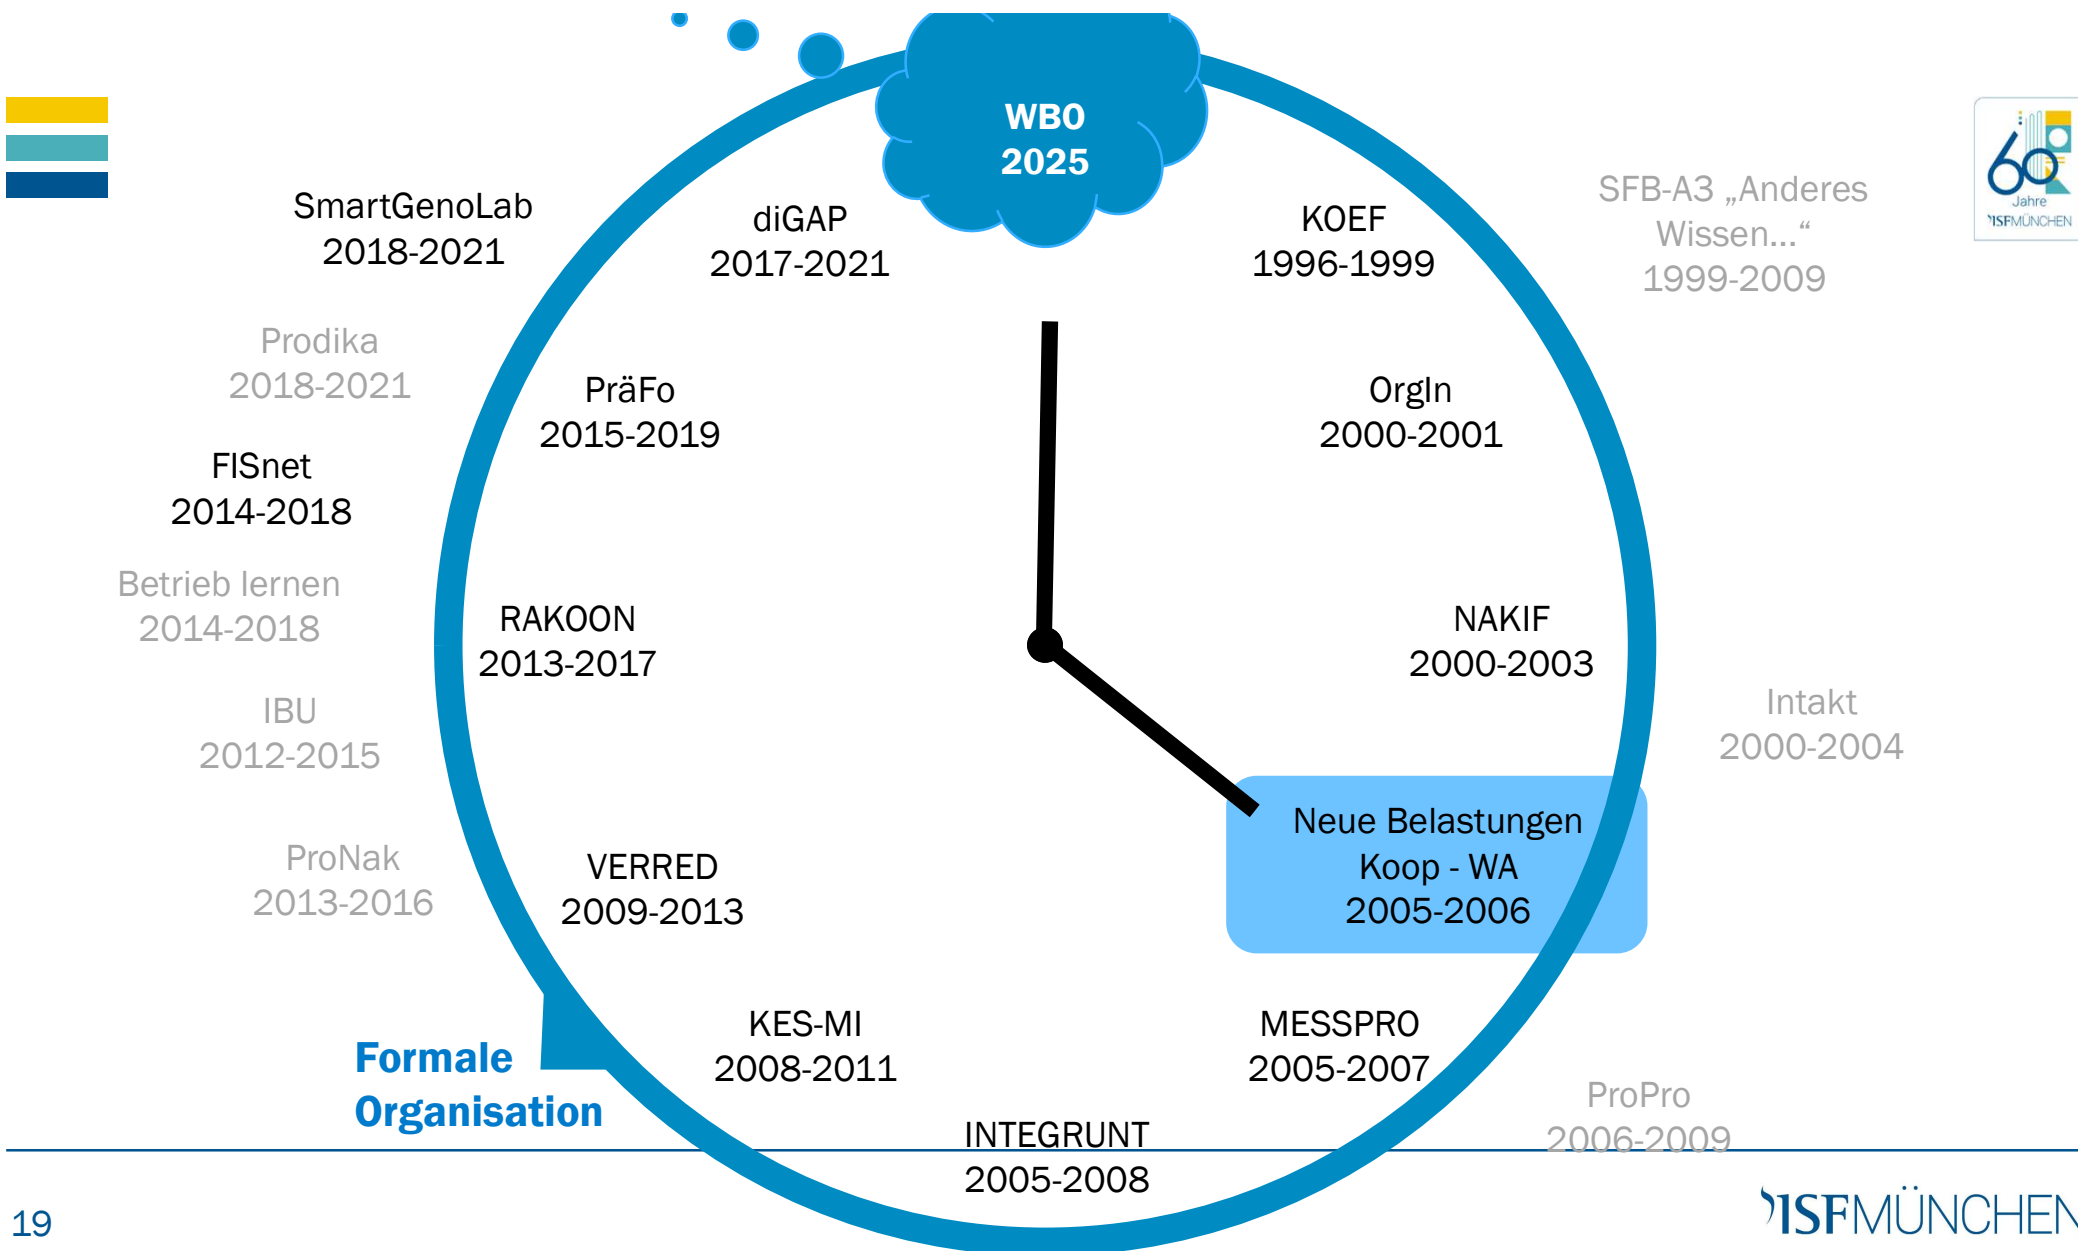 WBO
2025
60
Jahre
ISFMÜNCHEN
SmartGenoLab
2018-2021
diGAP
2017-2021
KOEF
1996-1999
SFB-A3 „Anderes
Wissen...“
1999-2009
Prodika
2018-2021
PräFo
2015-2019
OrgIn
2000-2001
FISnet
2014-2018
Betrieb lernen
2014-2018
RAKOON
2013-2017
NAKIF
2000-2003
IBU
2012-2015
Intakt
2000-2004
Neue Belastungen
Koop - WA
2005-2006
ProNak
2013-2016
VERRED
2009-2013
KES-MI
2008-2011
MESSPRO
2005-2007
Formale
Organisation
ProPro
2006-2009
INTEGRUNT
2005-2008
19
ISFMÜNCHEN